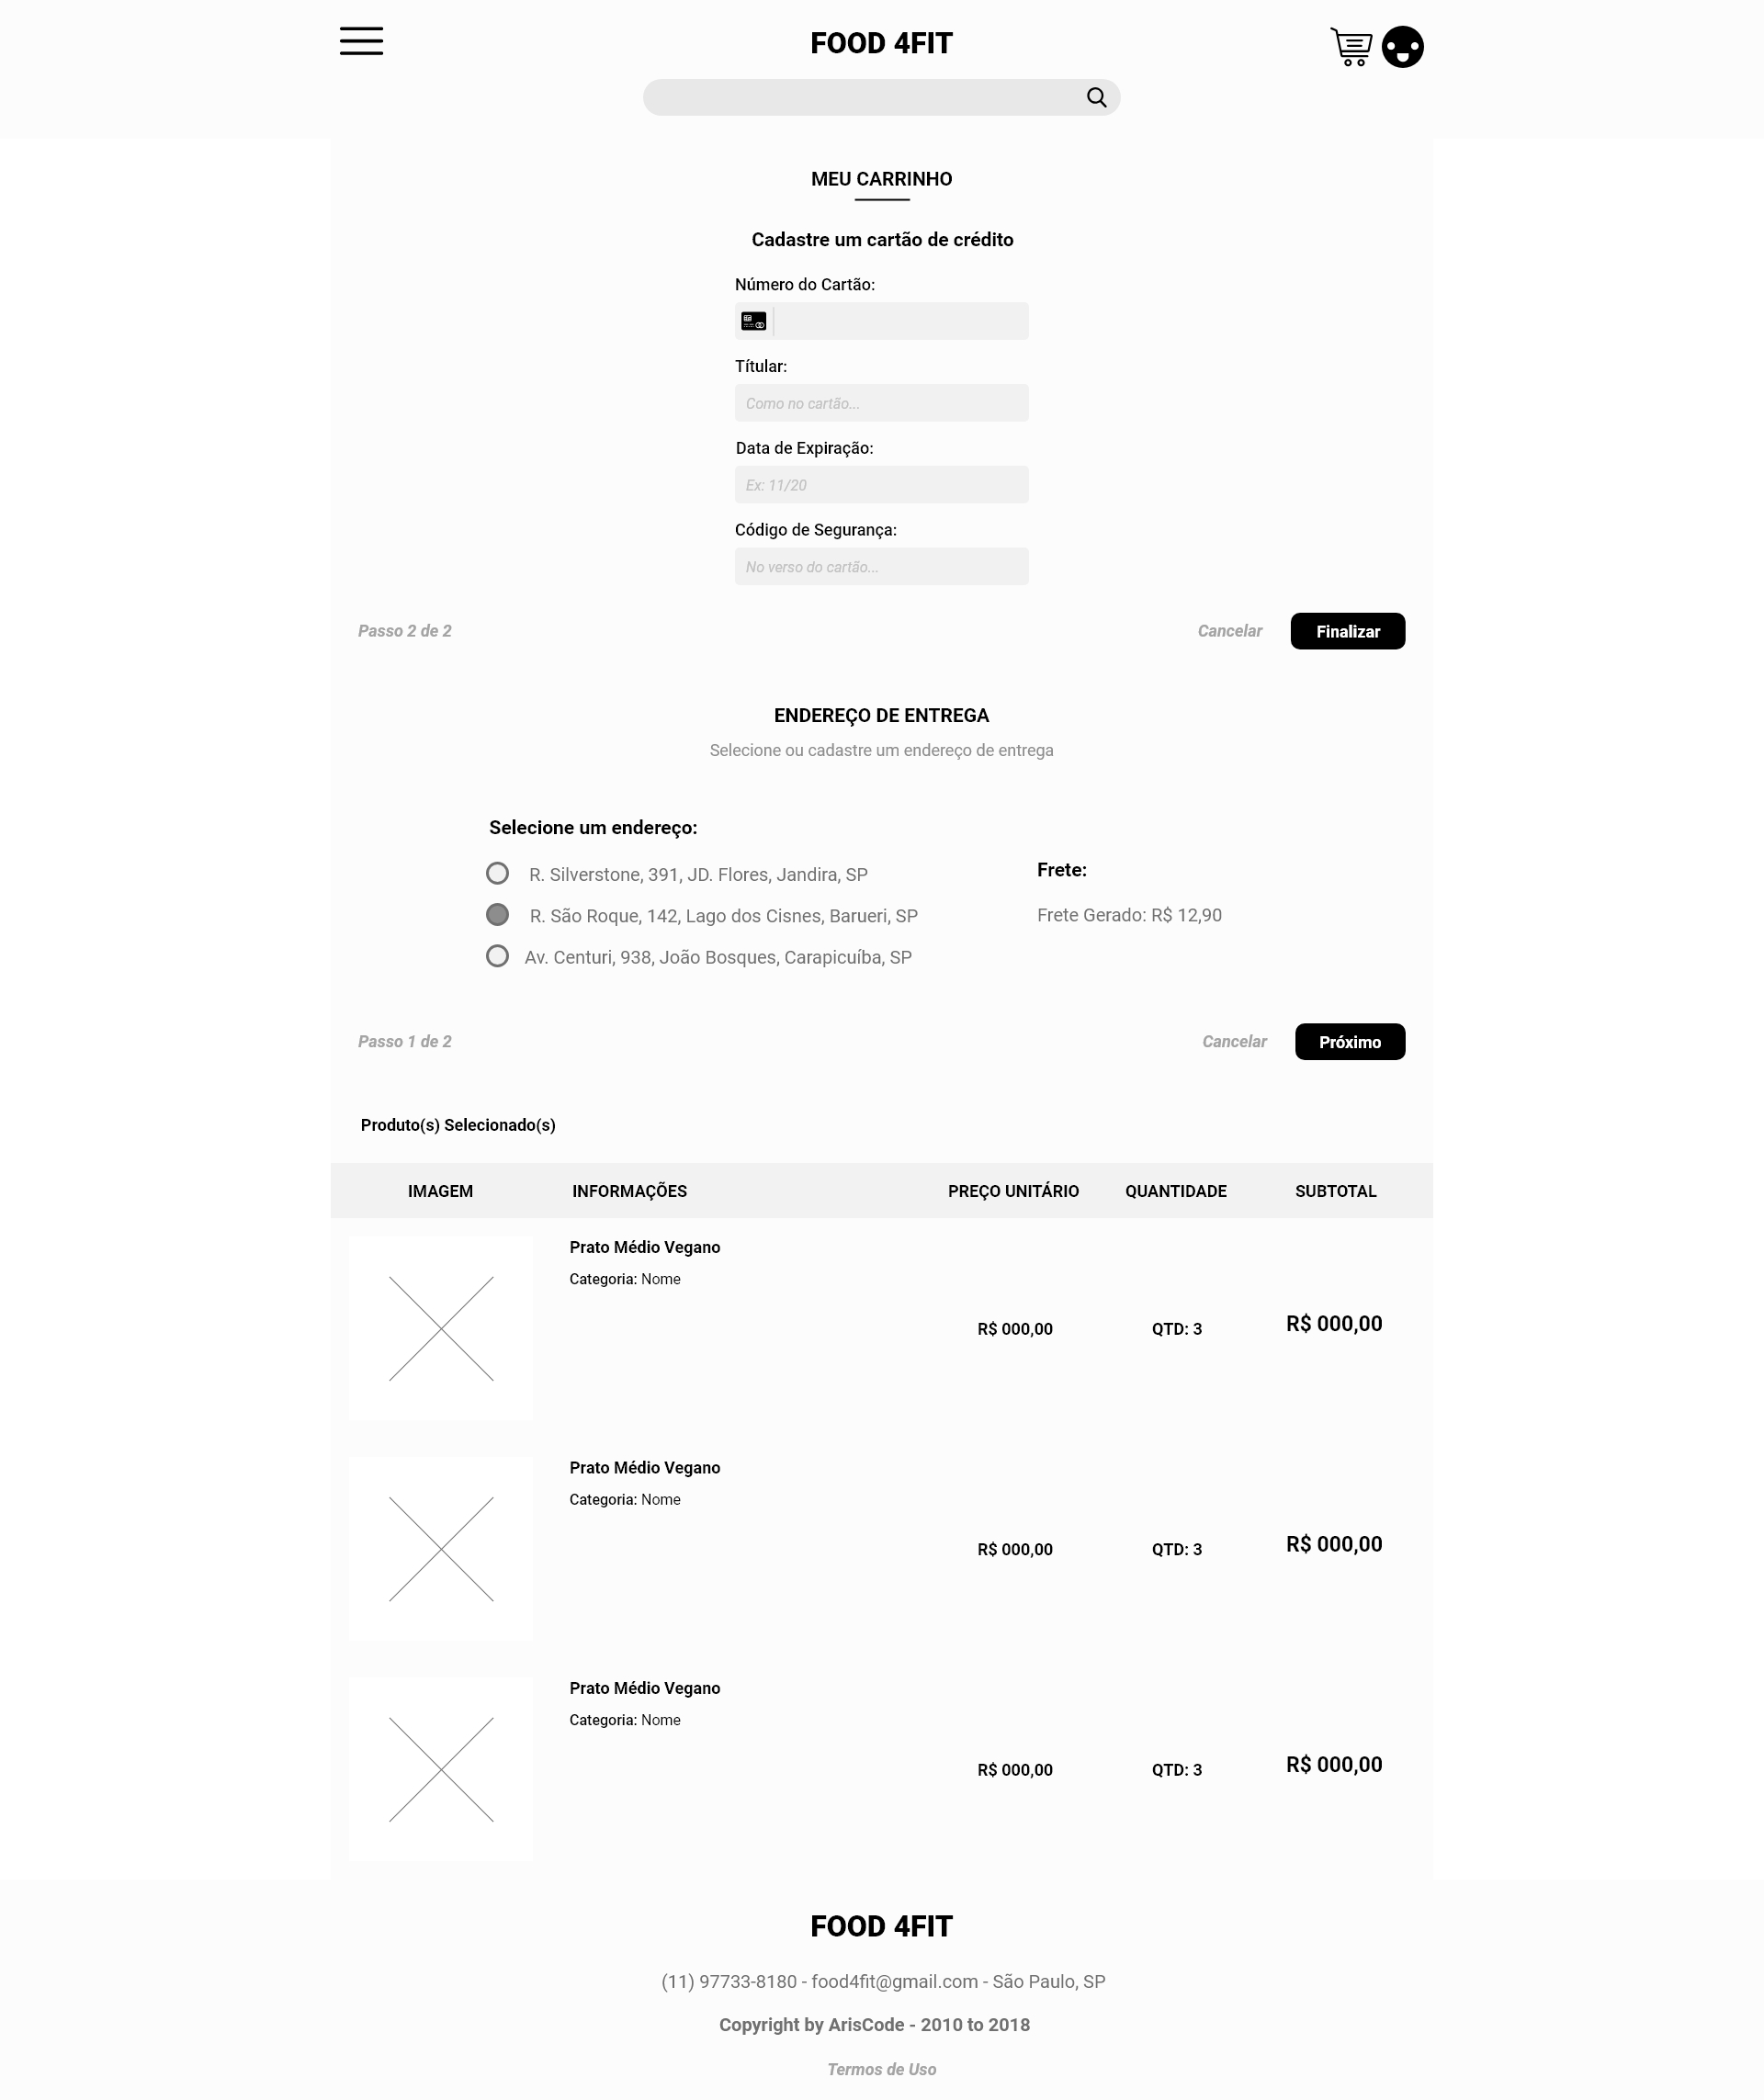 FOOD 4FIT
MEU CARRINHO
Cadastre um cartão de crédito
Número do Cartão:
Títular:
Como no cartão...
Data de Expiração:
Ex: 11/20
Código de Segurança:
No verso do cartão...
Passo 2 de 2 Cancelar Finalizar
ENDEREÇO DE ENTREGA
Selecione ou cadastre um endereço de entrega
Selecione um endereço:
R. Silverstone, 391, JD. Flores, Jandira, SP
R. São Roque, 142, Lago dos Cisnes, Barueri, SP
Av. Centuri, 938, João Bosques, Carapicuíba, SP
Frete:
Frete Gerado: R$ 12,90
Passo 1 de 2 Cancelar Próximo
Produto(s) Selecionado(s)
IMAGEM INFORMAÇÕES PREÇO UNITÁRIO QUANTIDADE SUBTOTAL
Prato Médio Vegano
Categoria: Nome
R$ 000,00 QTD: 3 R$ 000,00
Prato Médio Vegano
Categoria: Nome
R$ 000,00 QTD: 3 R$ 000,00
Prato Médio Vegano
Categoria: Nome
R$ 000,00 QTD: 3 R$ 000,00
FOOD 4FIT
(11) 97733-8180 - food4fit@gmail.com - São Paulo, SP
Copyright by ArisCode - 2010 to 2018
Termos de Uso